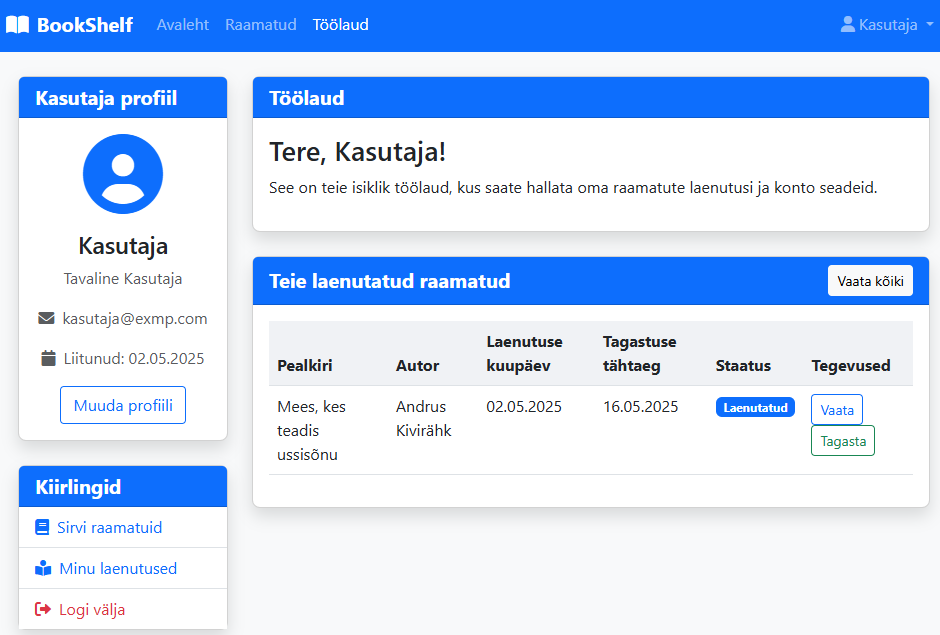 BookShelf Avaleht Raamatud Töölaud Kasutaja
Kasutaja profiil
Kasutaja
Tavaline Kasutaja
kasutaja@exmp.com
Liitunud: 02.05.2025
Muuda profiili
Kiirlingid
Sirvi raamatuid
Minu laenutused
Logi välja
Töölaud
Tere, Kasutaja!
See on teie isiklik töölaud, kus saate hallata oma raamatute laenutusi ja konto seadeid.
Teie laenutatud raamatud Vaata kõiki
Laenutuse Tagastuse
Pealkiri Autor kuupäev tähtaeg Staatus Tegevused
Mees, kes Andrus 02.05.2025 16.05.2025 Laenutatud Vaata
teadis Kivirähk Tagasta
ussisõnu